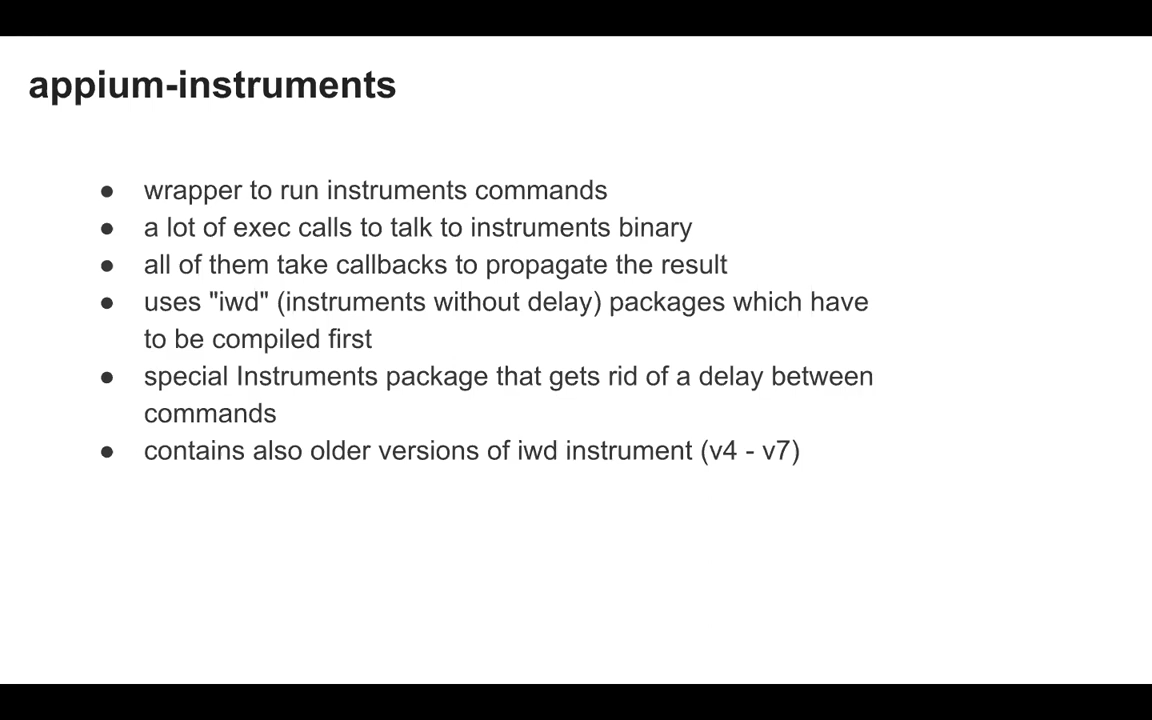 appium-instruments
● wrapper to run instruments commands
● a lot of exec calls to talk to instruments binary
● all of them take callbacks to propagate the result
● uses "iwd" (instruments without delay) packages which have
to be compiled first
● special Instruments package that gets rid of a delay between
commands
● contains also older versions of iwd instrument (v4 - v7)